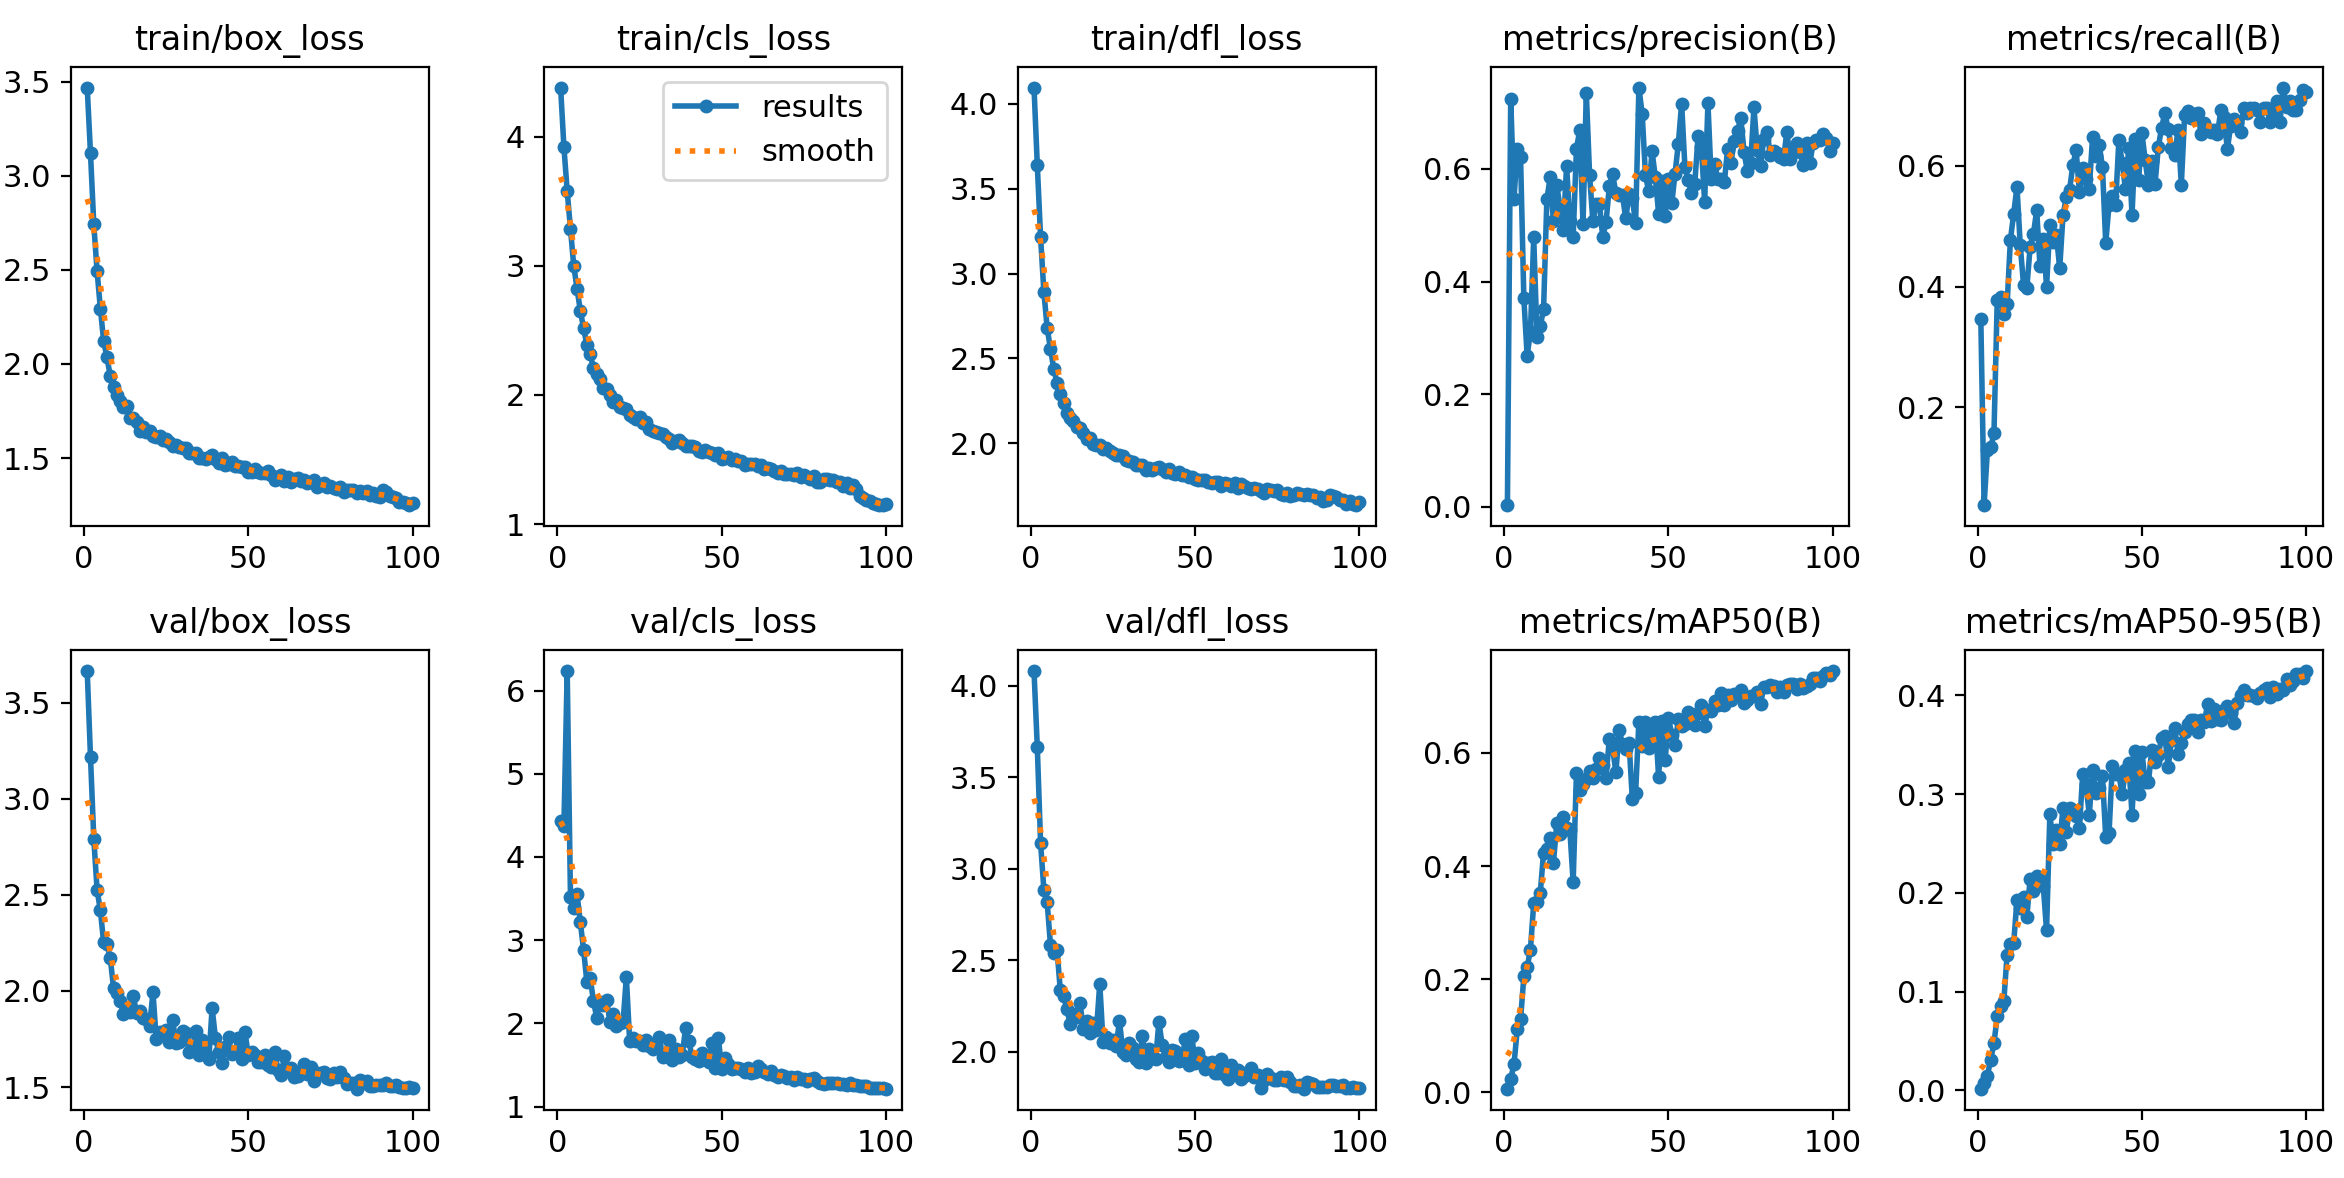 train/box_loss
3.5
3.0
2.5
2.0
1.5
0 50 100
train/cls_loss
results
smooth
4
3
2
1
0 50 100
train/dfl_loss
4.0
3.5
3.0
2.5
2.0
0 50 100
metrics/precision(B)
0.6
0.4
0.2
0.0
0 50 100
metrics/recall(B)
0.6
0.4
0.2
0 50 100
val/box_loss
3.5
3.0
2.5
2.0
1.5
0 50 100
val/cls_loss
6
5
4
3
2
1
0 50 100
val/dfl_loss
4.0
3.5
3.0
2.5
2.0
0 50 100
metrics/mAP50(B)
0.6
0.4
0.2
0.0
0 50 100
metrics/mAP50-95(B)
0.4
0.3
0.2
0.1
0.0
0 50 100